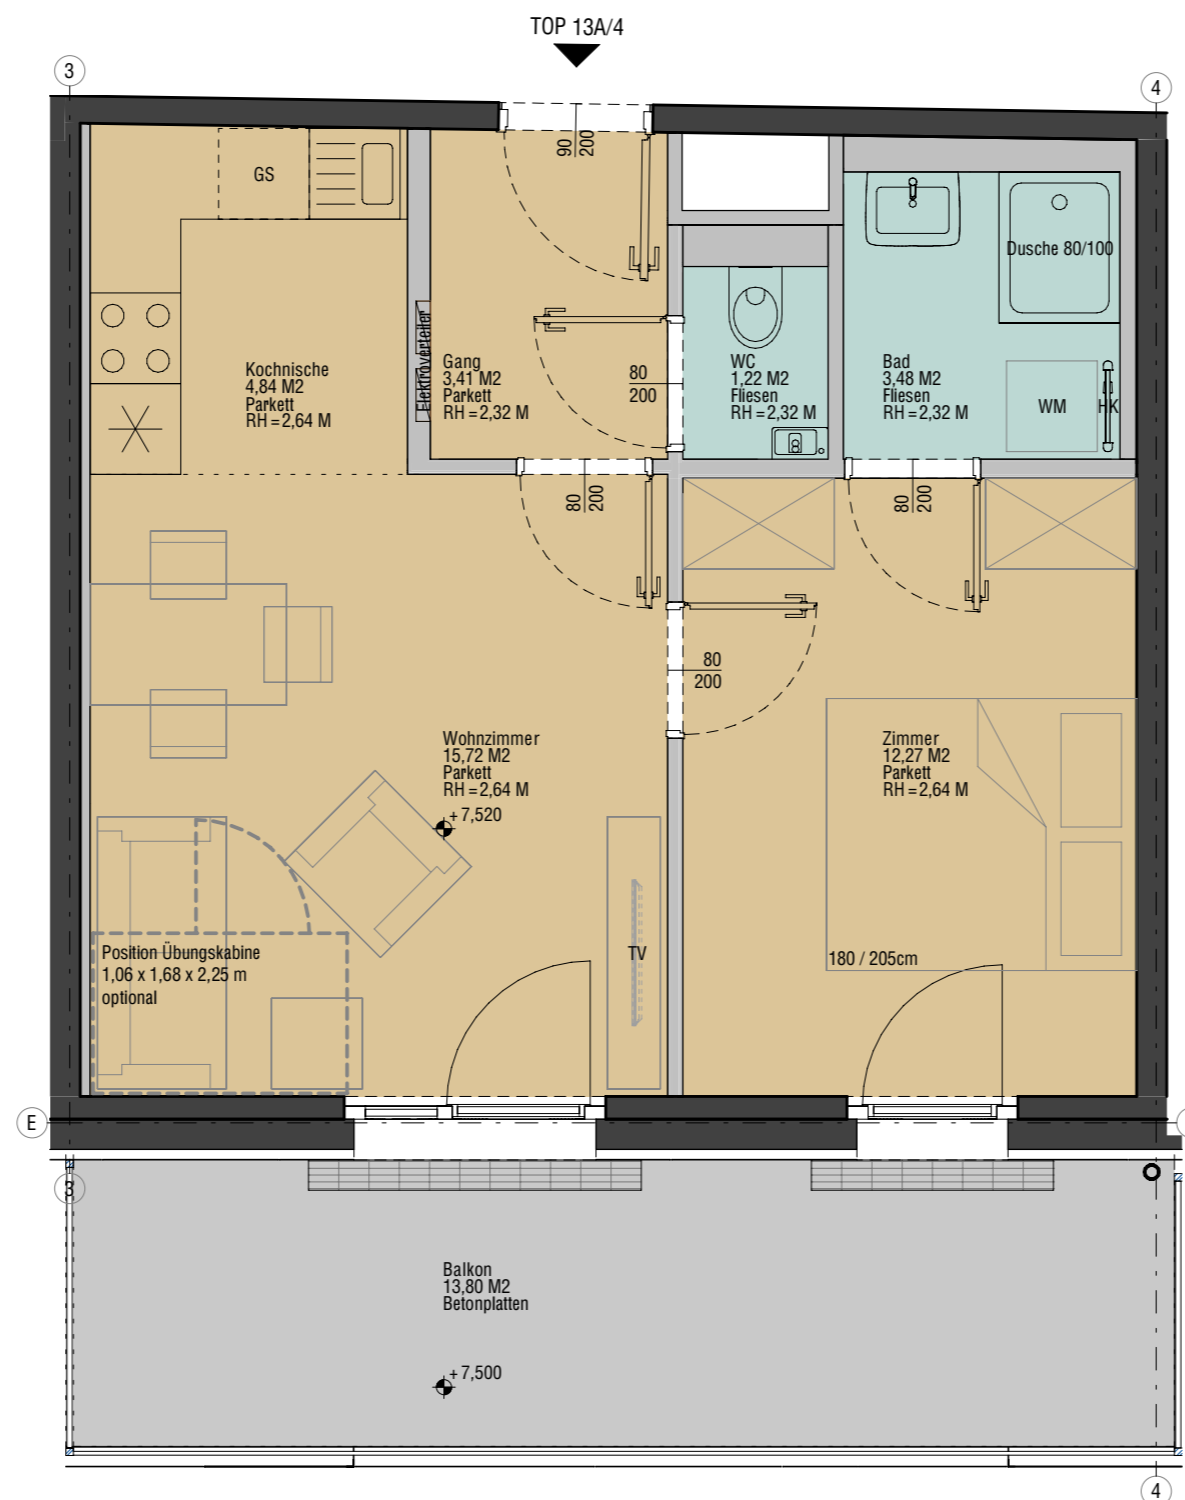 TOP 13A/4
3
4
90
200
GS
Dusche 80/100
Kochnische
4,84 M2
Parkett
RH=2,64 M
Elektroverteiler
Gang
3,41 M2
Parkett
RH=2,32 M
80
200
WC
1,22 M2
Fliesen
RH=2,32 M
Bad
3,48 M2
Fliesen
RH=2,32 M
WM
HK
80
200
80
200
80
200
Wohnzimmer
15,72 M2
Parkett
RH=2,64 M
+7,520
Zimmer
12,27 M2
Parkett
RH=2,64 M
Position Übungskabine
1,06 x 1,68 x 2,25 m
optional
TV
180 / 205cm
E
3
Balkon
13,80 M2
Betonplatten
+7,500
4